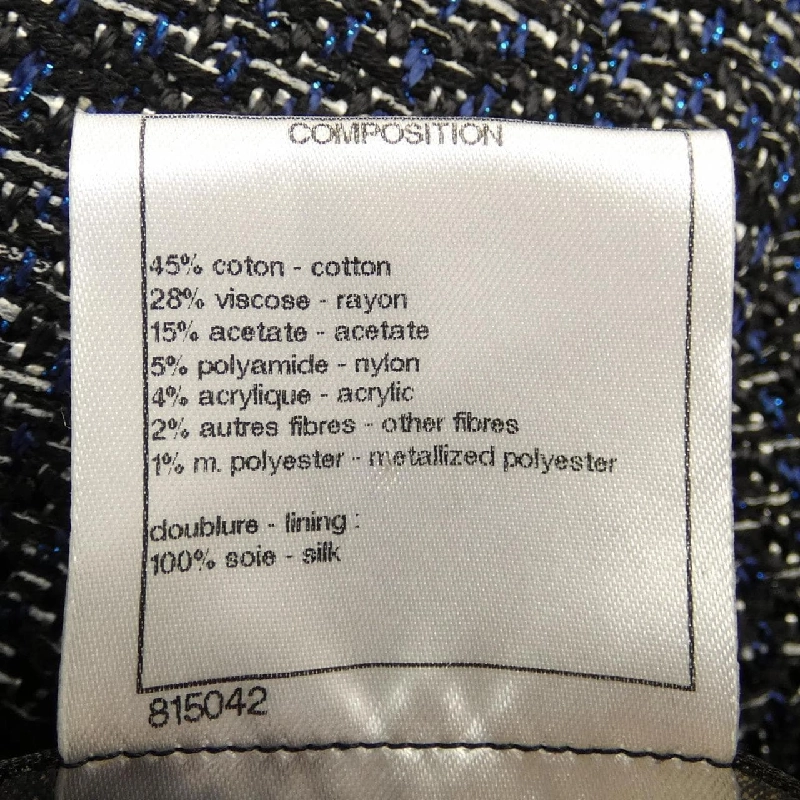 COMPOSITION
45% coton - cotton
28% viscose - rayon
15% acetate - acetate
5% polyamide - nylon
4% acrylique - acrylic
2% autres fibres - other fibres
1% m. polyester - metallized polyester
doublure - lining :
100% soie - silk
815042